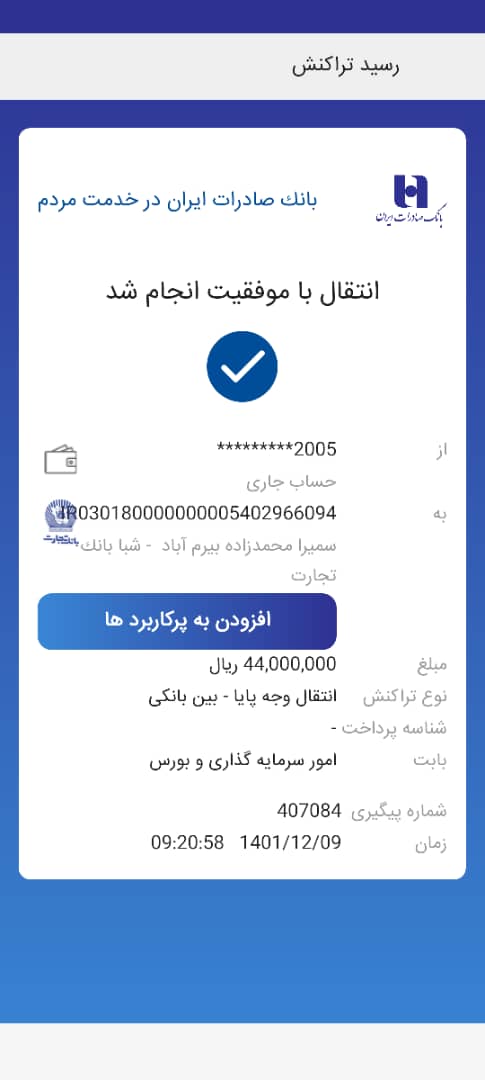 رسید تراکنش
بانك صادرات ایران در خدمت مردم
بانک صادرات ایران
انتقال با موفقیت انجام شد
از 2005*********
حساب جاری
به IR030180000000005402966094
سمیرا محمدزاده بیرم آباد - شبا بانك
تجارت
بانک تجارت
افزودن به پرکاربرد ها
مبلغ 44,000,000 ریال
نوع تراکنش انتقال وجه پایا - بین بانکی
شناسه پرداخت -
بابت امور سرمایه گذاری و بورس
شماره پیگیری 407084
زمان 1401/12/09 09:20:58